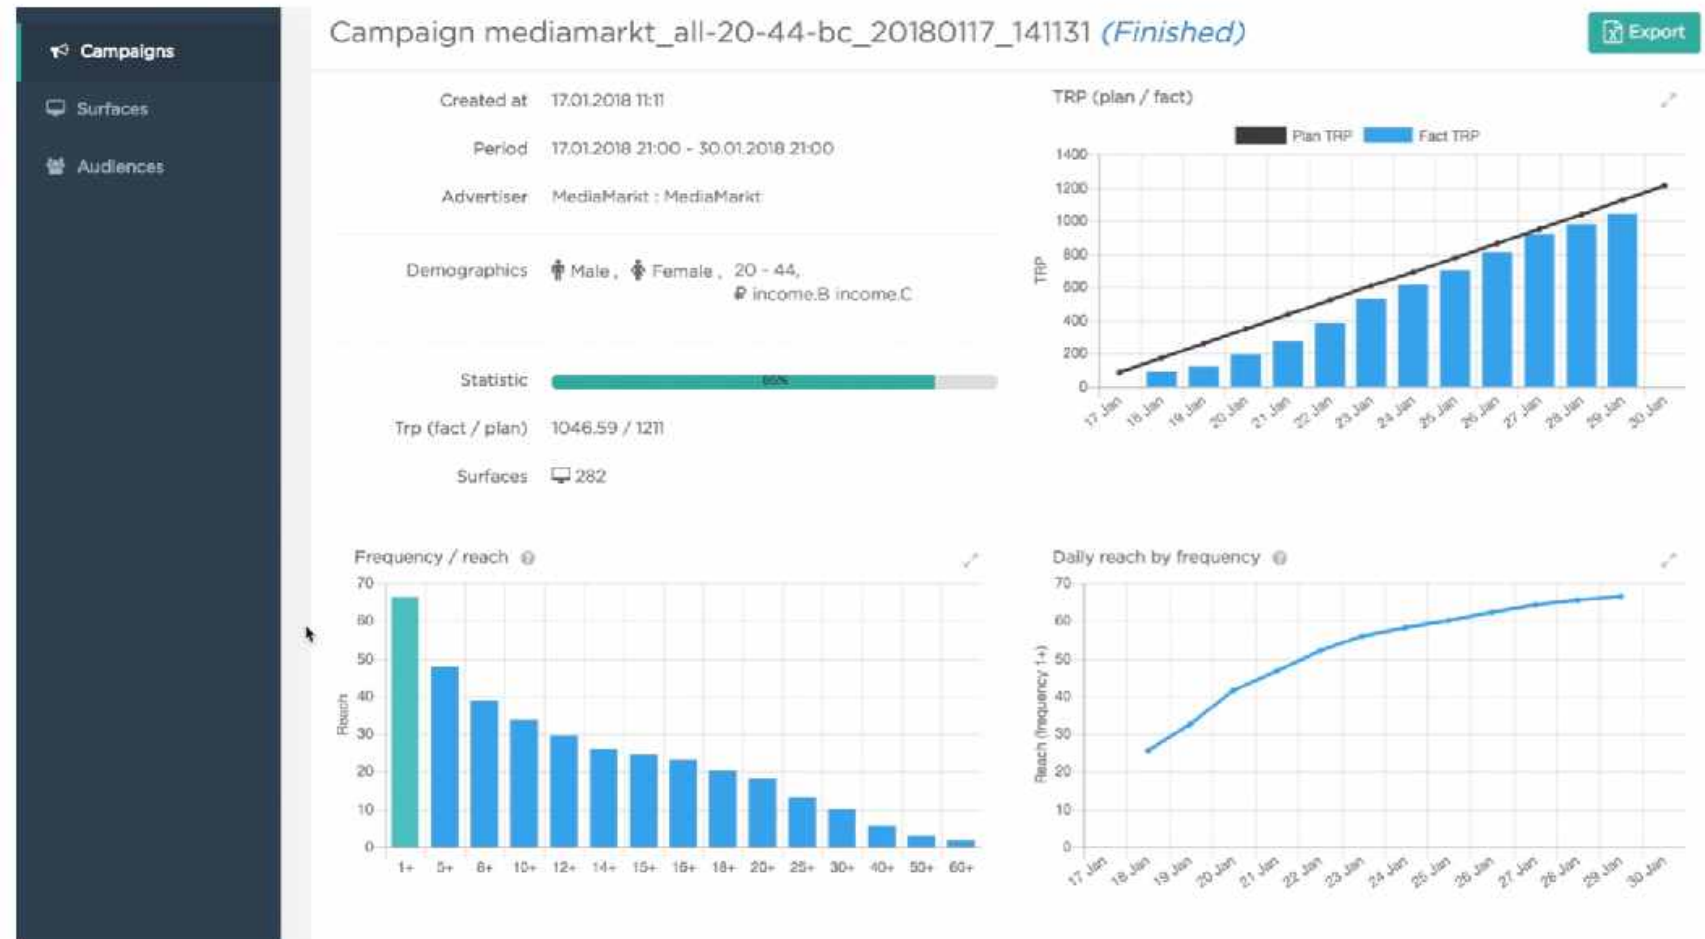 Campaigns
Surfaces
Audiences
Campaign mediamarkt_all-20-44-bc_20180117_141131 (Finished)
Export
Created at 17.01.2018 11:11
Period 17.01.2018 21:00 - 30.01.2018 21:00
Advertiser MediaMarkt : MediaMarkt
Demographics Male , Female , 20 - 44,
₽ income.B income.C
Statistic 86%
Trp (fact / plan) 1046.59 / 1211
Surfaces 282
TRP (plan / fact)
Plan TRP Fact TRP
1400
1200
1000
800
600
400
200
0
TRP
17 Jan 18 Jan 19 Jan 20 Jan 21 Jan 22 Jan 23 Jan 24 Jan 25 Jan 26 Jan 27 Jan 28 Jan 29 Jan 30 Jan
Frequency / reach
70
60
50
40
30
20
10
0
Reach
1+ 5+ 8+ 10+ 12+ 14+ 15+ 16+ 18+ 20+ 25+ 30+ 40+ 50+ 60+
Daily reach by frequency
70
60
50
40
30
20
10
0
Reach (frequency 1+)
17 Jan 18 Jan 19 Jan 20 Jan 21 Jan 22 Jan 23 Jan 24 Jan 25 Jan 26 Jan 27 Jan 28 Jan 29 Jan 30 Jan